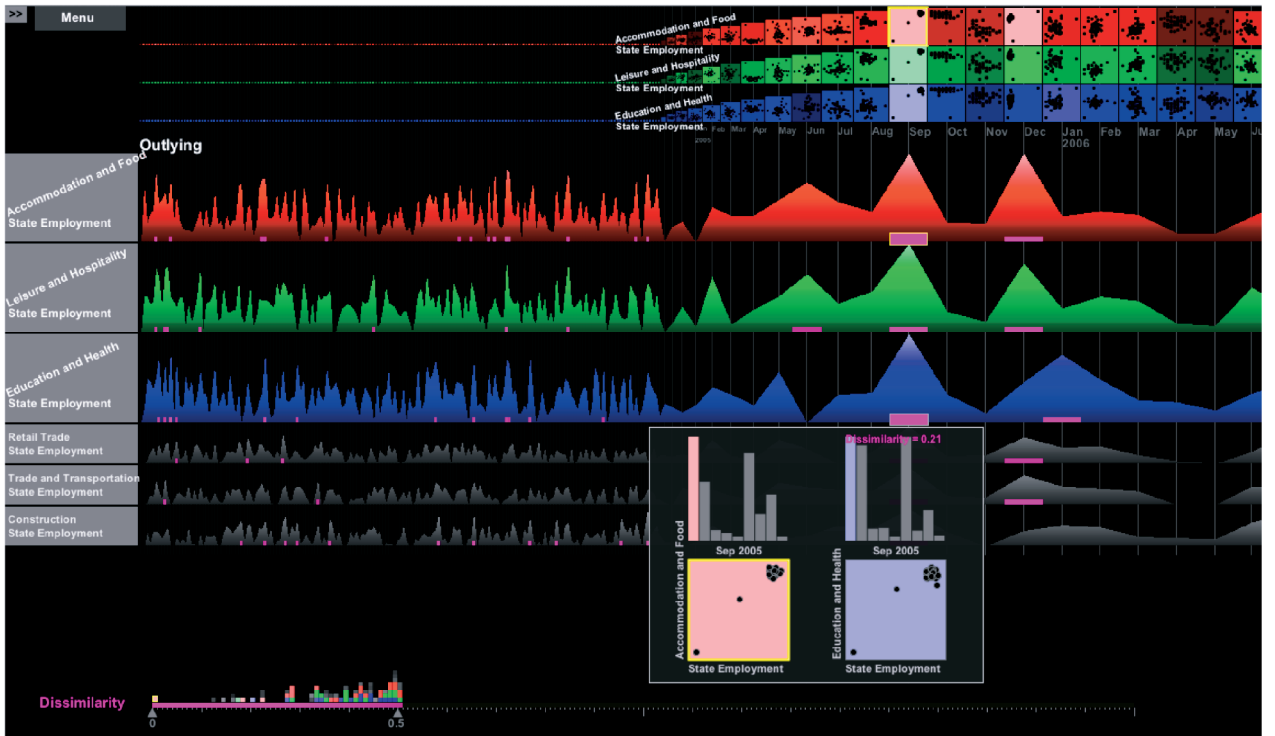 >>
Menu
Accommodation and Food
State Employment
Leisure and Hospitality
State Employment
Education and Health
State Employment
2005 Feb Mar Apr May Jun Jul Aug Sep Oct Nov Dec Jan Feb Mar Apr May
2006
Outlying
Accommodation and Food
State Employment
Leisure and Hospitality
State Employment
Education and Health
State Employment
Retail Trade
State Employment
Trade and Transportation
State Employment
Construction
State Employment
Dissimilarity = 0.21
Accommodation and Food
Sep 2005
State Employment
Education and Health
Sep 2005
State Employment
Dissimilarity
0
0.5